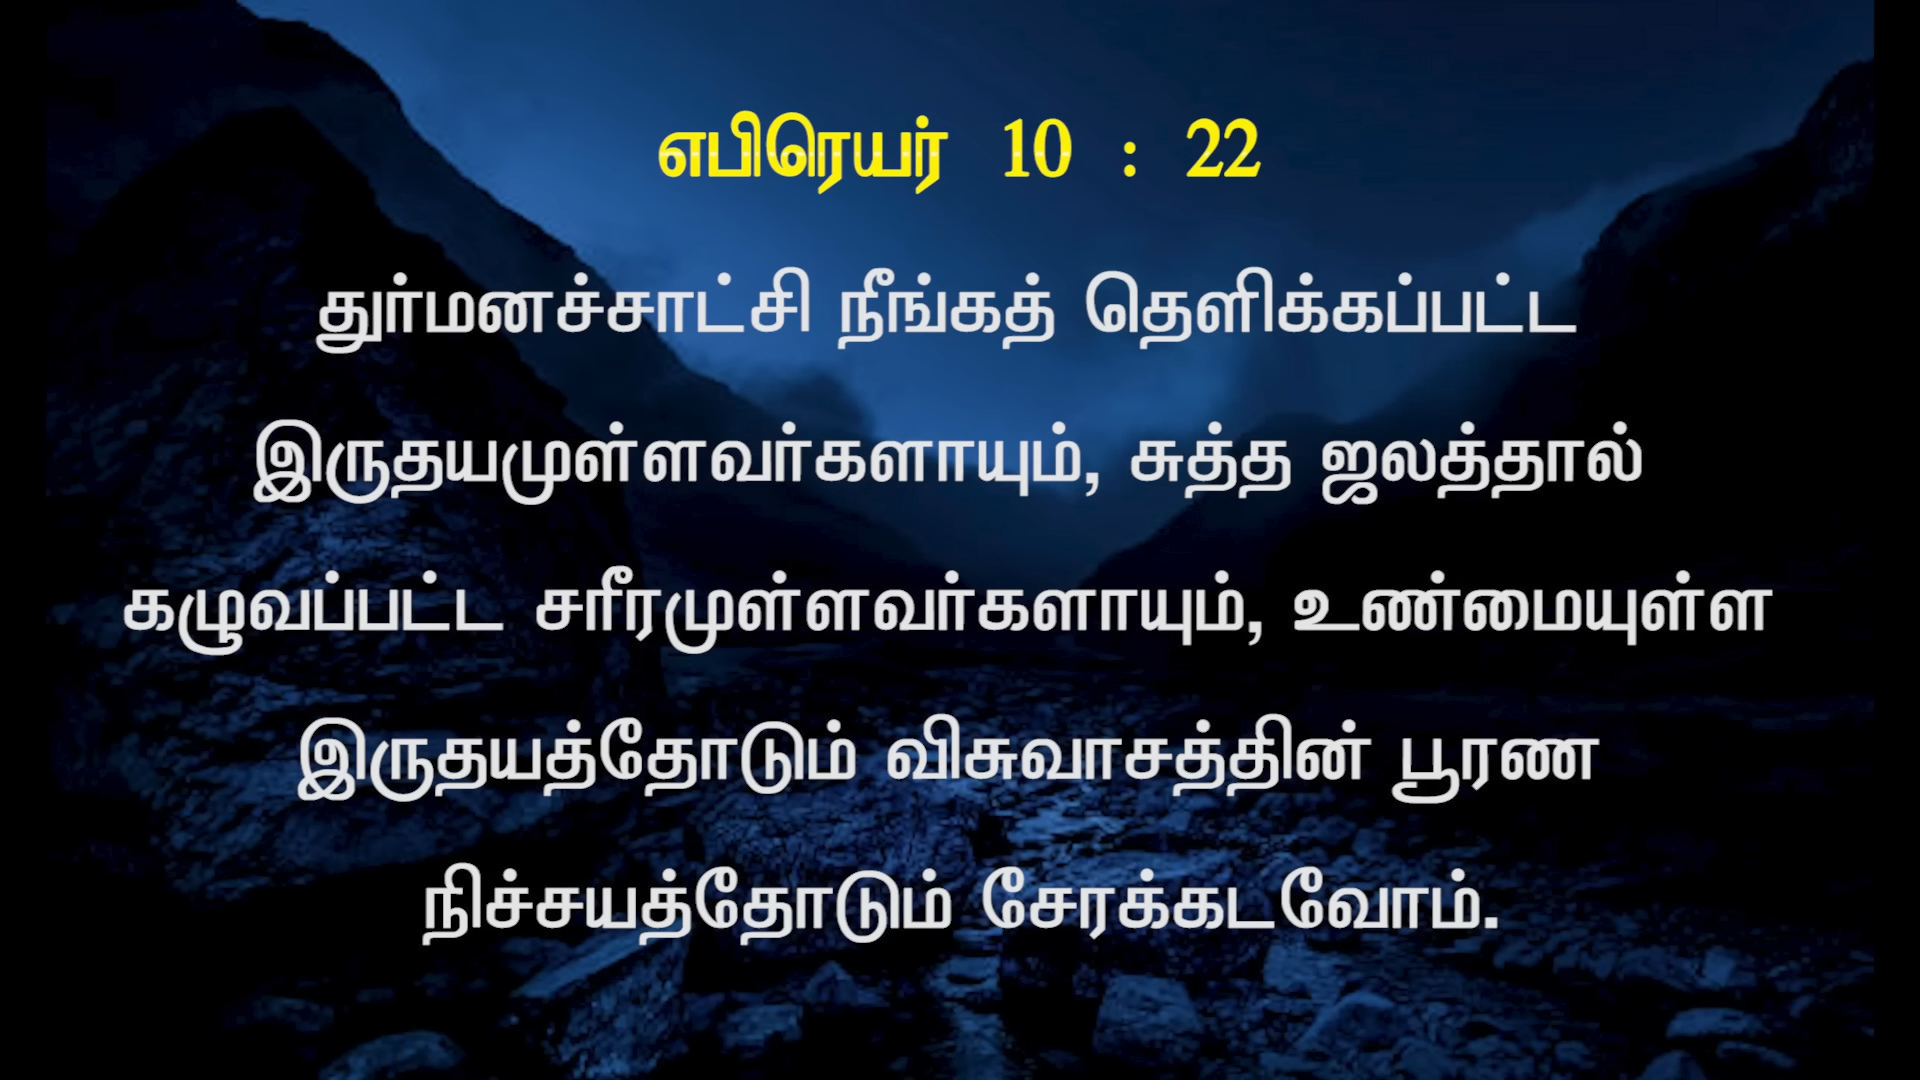 எபிரெயர் 10 : 22
துர்மனச்சாட்சி நீங்கத் தெளிக்கப்பட்ட
இருதயமுள்ளவர்களாயும், சுத்த ஜலத்தால்
கழுவப்பட்ட சரீரமுள்ளவர்களாயும், உண்மையுள்ள
இருதயத்தோடும் விசுவாசத்தின் பூரண
நிச்சயத்தோடும் சேரக்கடவோம்.